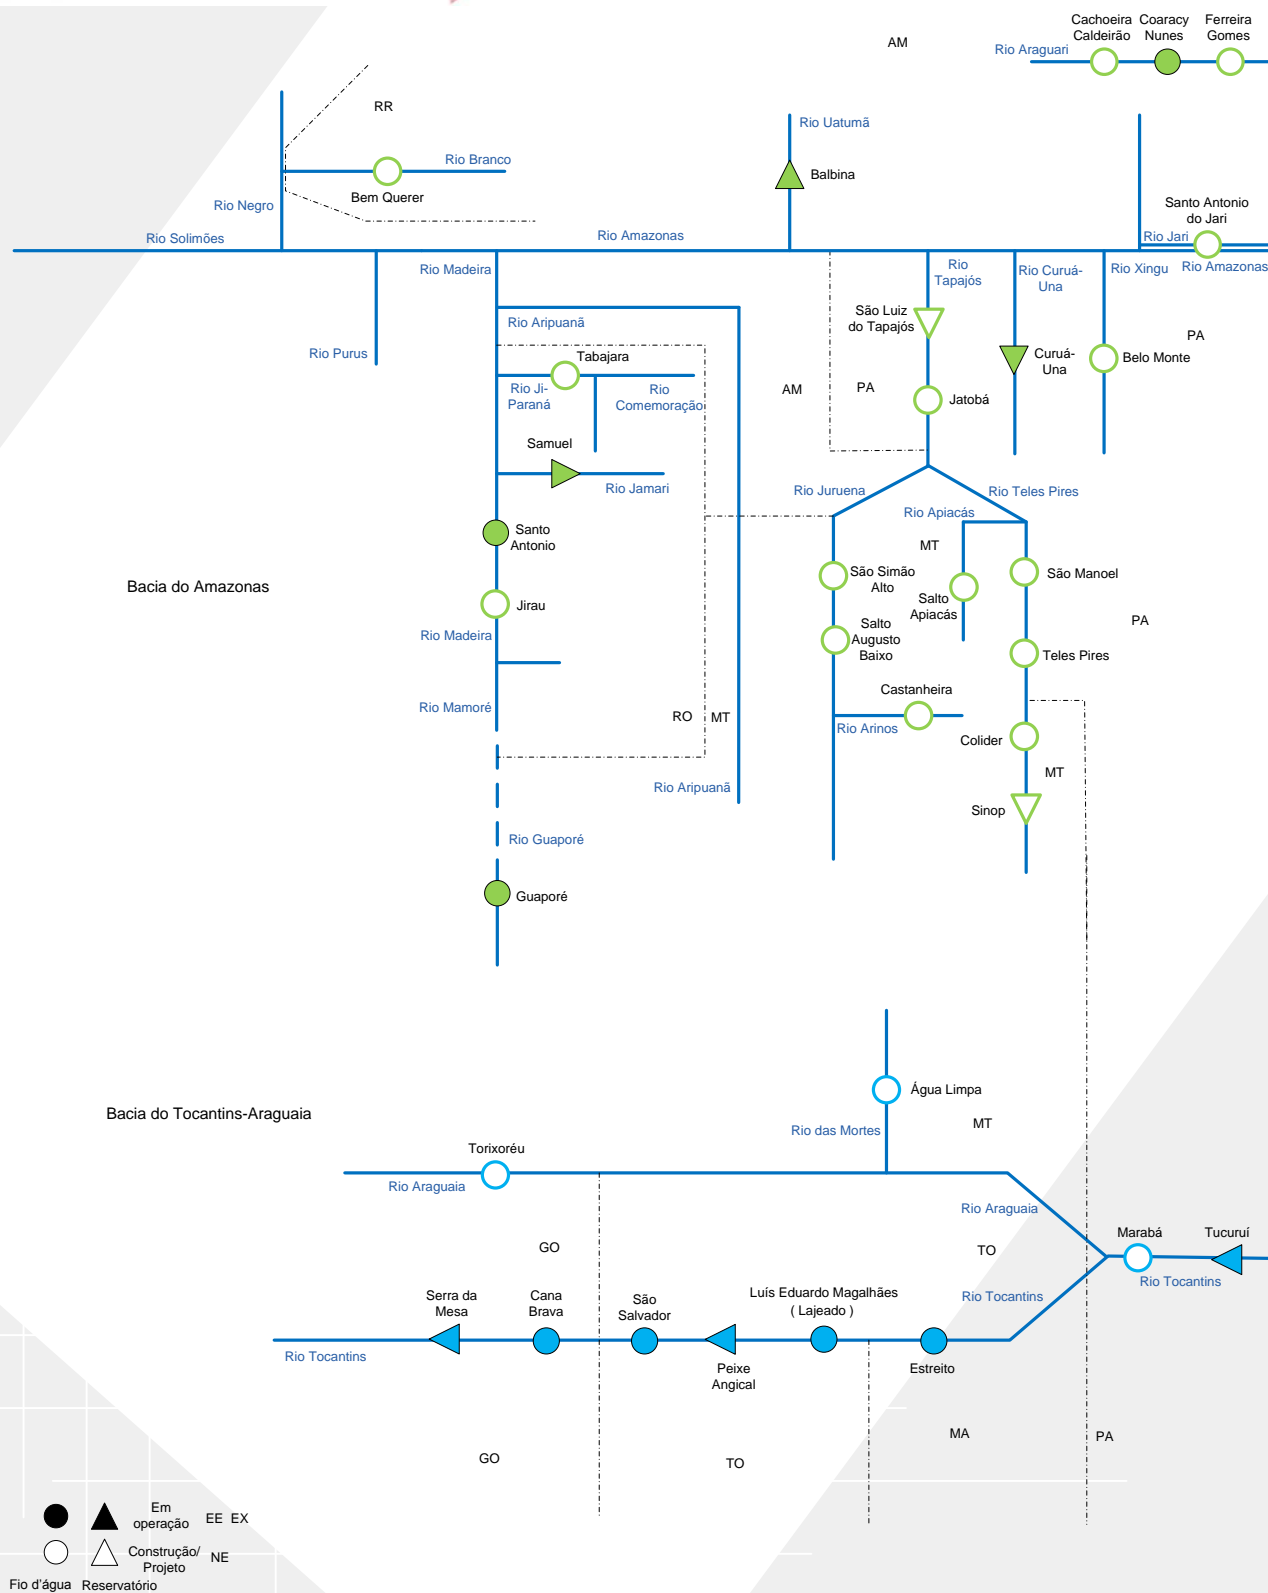 Cachoeira
Caldeirão
Coaracy
Nunes
Ferreira
Gomes
AM
Rio Araguari
RR
Rio Uatumã
Rio Branco
Balbina
Bem Querer
Rio Negro
Santo Antonio
do Jari
Rio Solimões
Rio Amazonas
Rio Jari
Rio Madeira
Rio
Tapajós
Rio Curuá-
Una
Rio Xingu
Rio Amazonas
São Luiz
do Tapajós
Rio Aripuanã
PA
Rio Purus
Tabajara
Curuá-
Una
Belo Monte
Rio Ji-
Paraná
Rio
Comemoração
AM
PA
Jatobá
Samuel
Rio Jamari
Rio Juruena
Rio Teles Pires
Rio Apiacás
Santo
Antonio
MT
São Simão
Alto
São Manoel
Bacia do Amazonas
Salto
Apiacás
Jirau
Salto
Augusto
Baixo
PA
Rio Madeira
Teles Pires
Castanheira
Rio Mamoré
RO
MT
Rio Arinos
Colider
MT
Rio Aripuanã
Sinop
Rio Guaporé
Guaporé
Água Limpa
Bacia do Tocantins-Araguaia
Rio das Mortes
MT
Torixoréu
Rio Araguaia
Rio Araguaia
Marabá
Tucuruí
GO
TO
Rio Tocantins
Serra da
Mesa
Cana
Brava
São
Salvador
Luís Eduardo Magalhães
( Lajeado )
Rio Tocantins
Rio Tocantins
Peixe
Angical
Estreito
MA
PA
GO
TO
Em
operação
EE EX
Construção/
Projeto
NE
Fio d'água
Reservatório